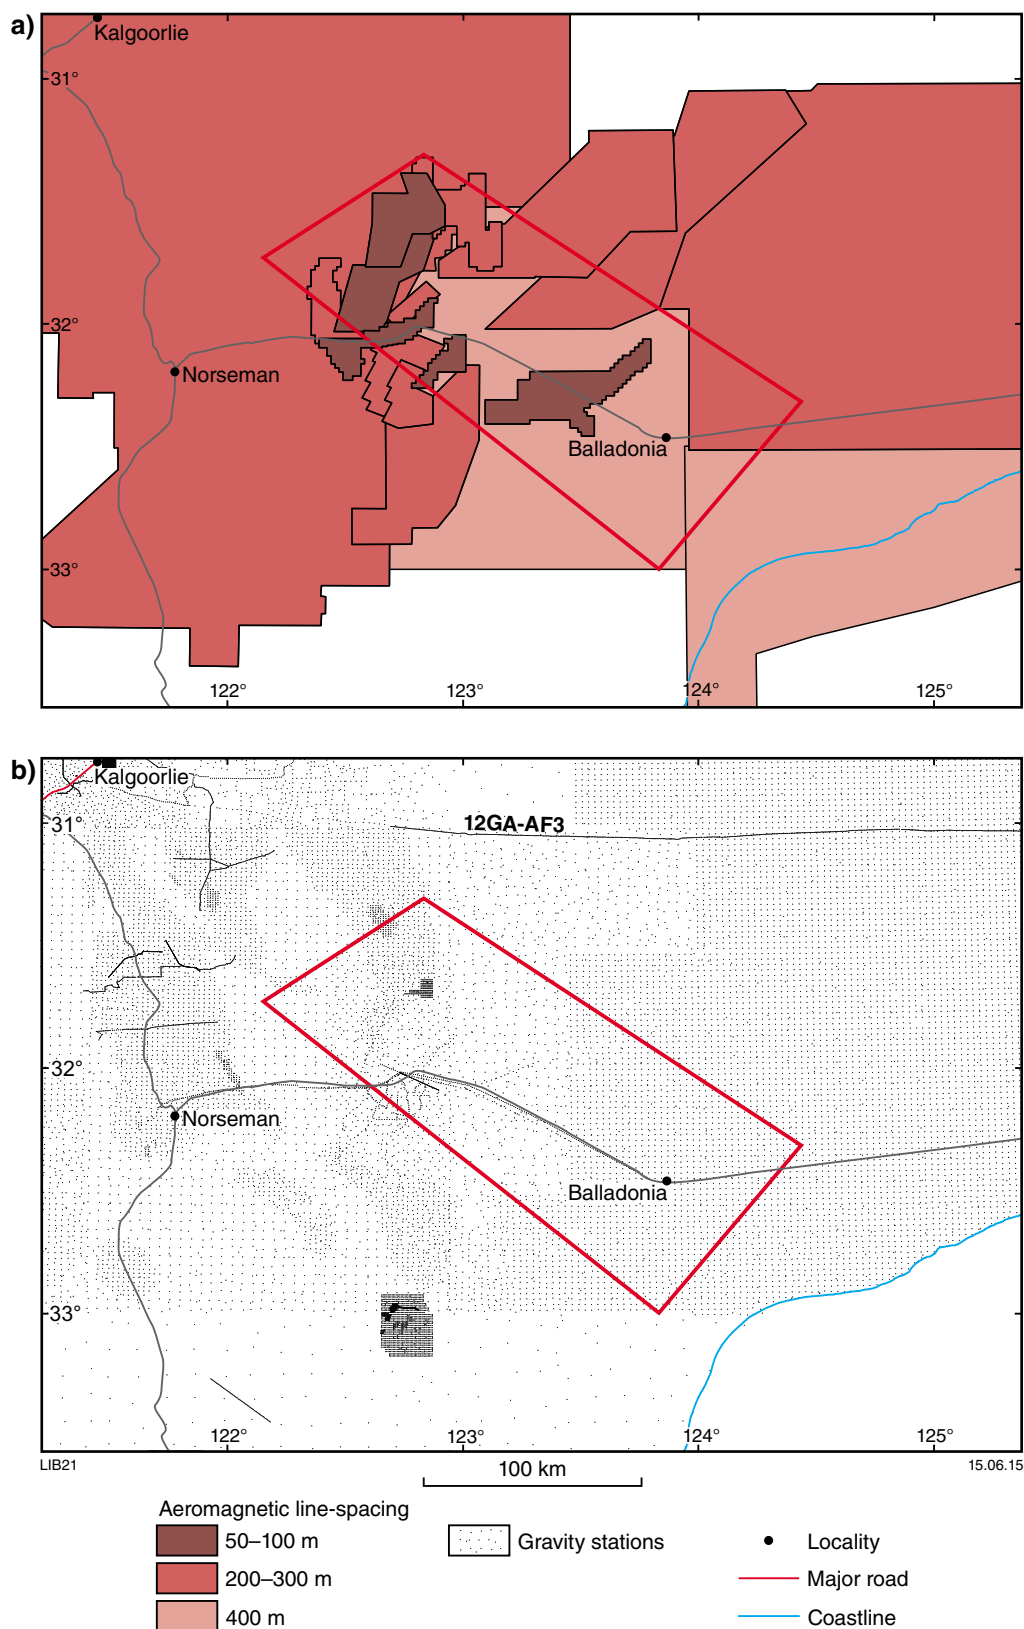 a)
Kalgoorlie
31°
32°
Norseman
Balladonia
33°
122°
123°
124°
125°
b)
Kalgoorlie
31°
12GA-AF3
32°
Norseman
Balladonia
33°
122°
123°
124°
125°
LIB21
15.06.15
100 km
Aeromagnetic line-spacing
50–100 m
Gravity stations
Locality
200–300 m
Major road
400 m
Coastline